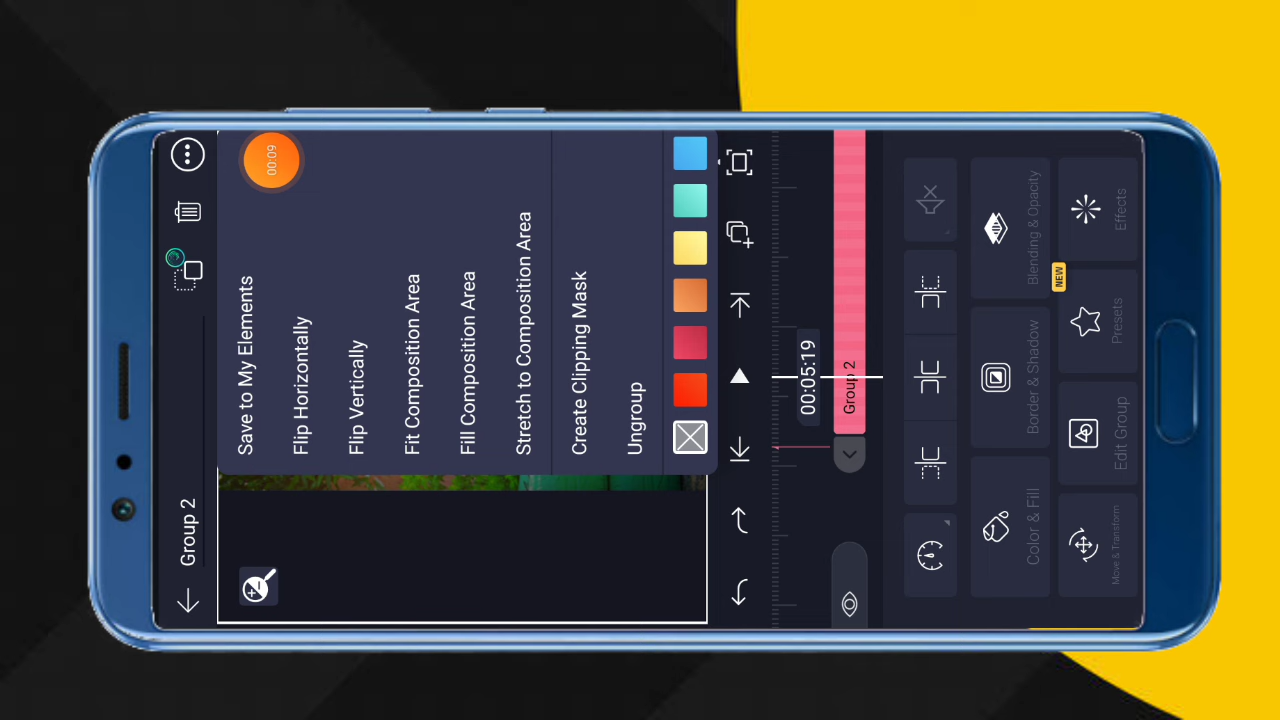 Group 2
00:09
Save to My Elements
Flip Horizontally
Flip Vertically
Fit Composition Area
Fill Composition Area
Stretch to Composition Area
Create Clipping Mask
Ungroup
00:05:19
Group 2
Color & Fill
Border & Shadow
Blending & Opacity
NEW
Move & Transform
Edit Group
Presets
Effects